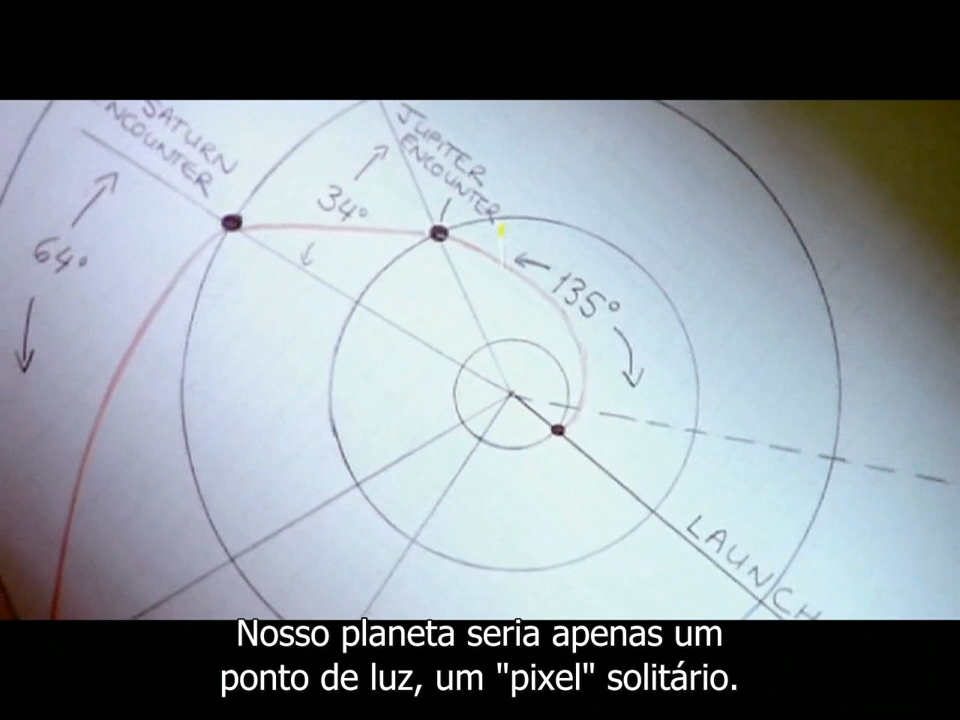 SATURN
ENCOUNTER
JUPITER
ENCOUNTER
34°
64°
135°
LAUNCH
Nosso planeta seria apenas um
ponto de luz, um "pixel" solitário.